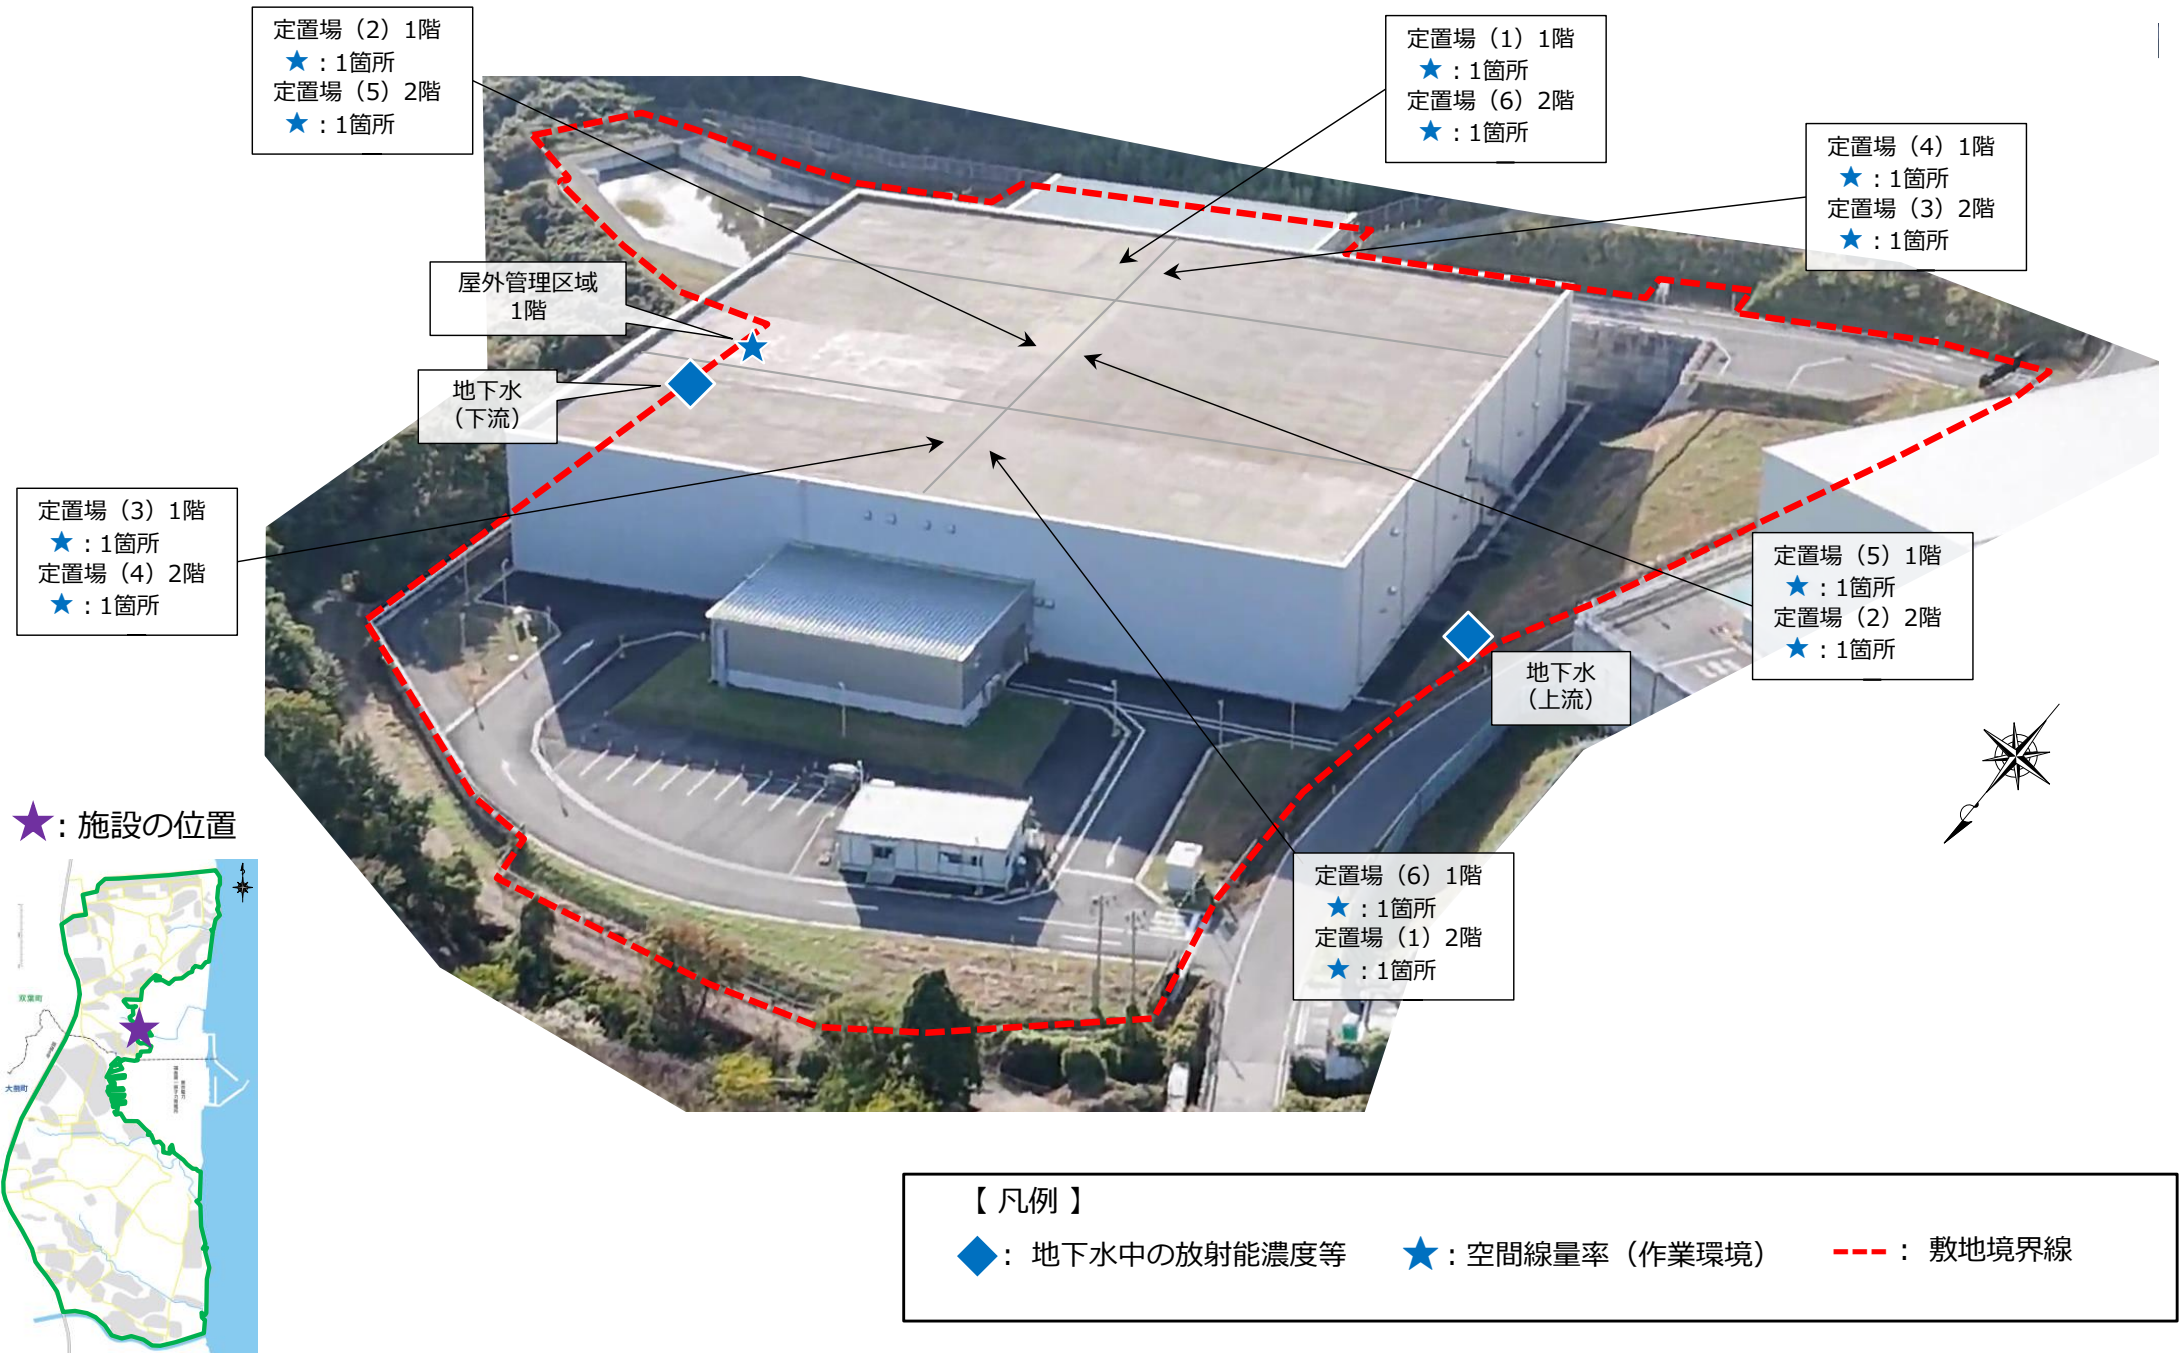 定置場（2）1階
★：1箇所
定置場（5）2階
★：1箇所
定置場（1）1階
★：1箇所
定置場（6）2階
★：1箇所
定置場（4）1階
★：1箇所
定置場（3）2階
★：1箇所
屋外管理区域
1階
地下水
（下流）
定置場（3）1階
★：1箇所
定置場（4）2階
★：1箇所
定置場（5）1階
★：1箇所
定置場（2）2階
★：1箇所
地下水
（上流）
定置場（6）1階
★：1箇所
定置場（1）2階
★：1箇所
★：施設の位置
双葉町
大熊町
【 凡例 】
◆： 地下水中の放射能濃度等
★：空間線量率（作業環境）
---： 敷地境界線